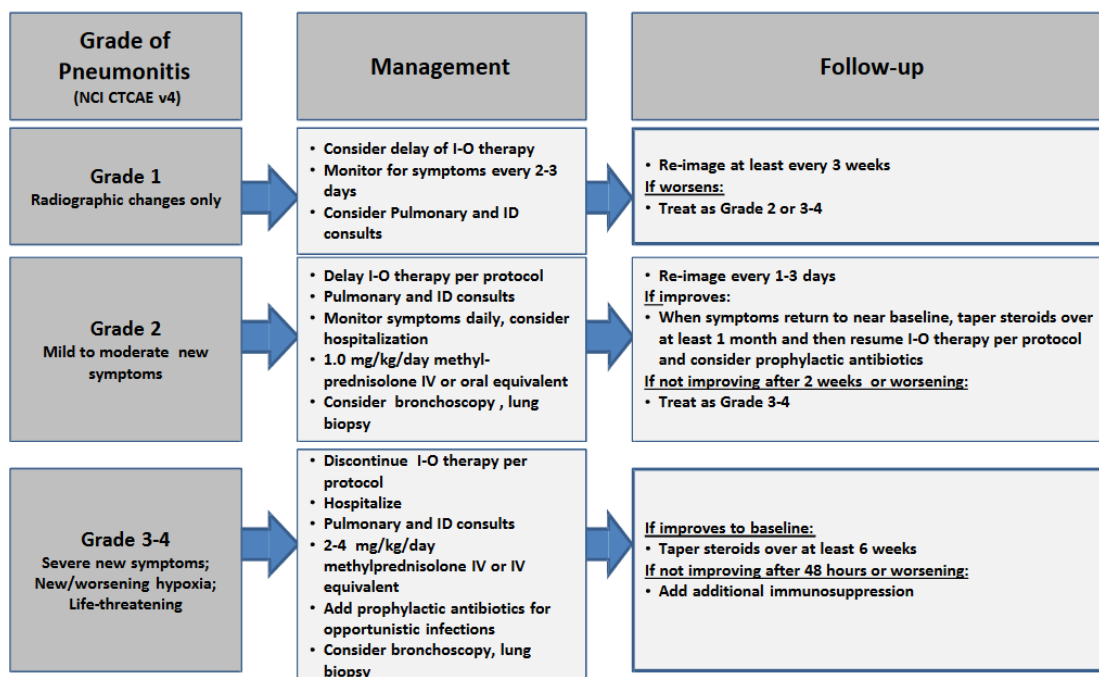 Grade of
Pneumonitis
(NCI CTCAE v4)
Management
Follow-up
Grade 1
Radiographic changes only
• Consider delay of I-O therapy
• Monitor for symptoms every 2-3
days
• Consider Pulmonary and ID
consults
• Re-image at least every 3 weeks
If worsens:
• Treat as Grade 2 or 3-4
Grade 2
Mild to moderate new
symptoms
• Delay I-O therapy per protocol
• Pulmonary and ID consults
• Monitor symptoms daily, consider
hospitalization
• 1.0 mg/kg/day methyl-
prednisolone IV or oral equivalent
• Consider bronchoscopy , lung
biopsy
• Re-image every 1-3 days
If improves:
• When symptoms return to near baseline, taper steroids over
at least 1 month and then resume I-O therapy per protocol
and consider prophylactic antibiotics
If not improving after 2 weeks or worsening:
• Treat as Grade 3-4
Grade 3-4
Severe new symptoms;
New/worsening hypoxia;
Life-threatening
• Discontinue I-O therapy per
protocol
• Hospitalize
• Pulmonary and ID consults
• 2-4 mg/kg/day
methylprednisolone IV or IV
equivalent
• Add prophylactic antibiotics for
opportunistic infections
• Consider bronchoscopy, lung
biopsy
If improves to baseline:
• Taper steroids over at least 6 weeks
If not improving after 48 hours or worsening:
• Add additional immunosuppression